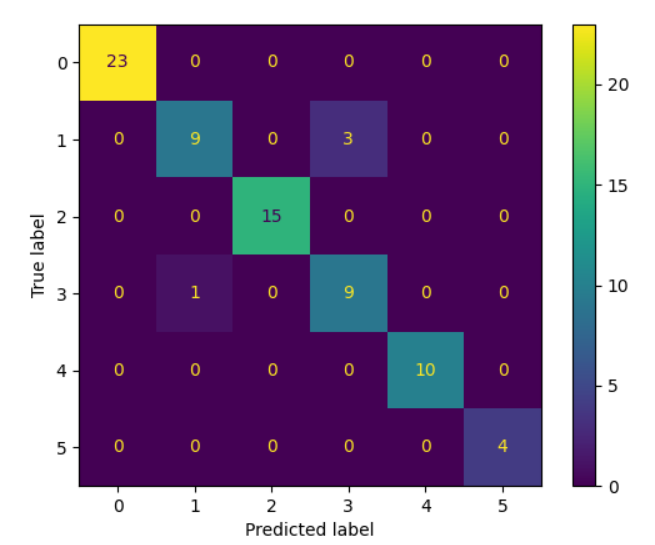 0 23 0 0 0 0 0
1 0 9 0 3 0 0
2 0 0 15 0 0 0
3 0 1 0 9 0 0
4 0 0 0 0 10 0
5 0 0 0 0 0 4
0 1 2 3 4 5
Predicted label
True label
20
15
10
5
0